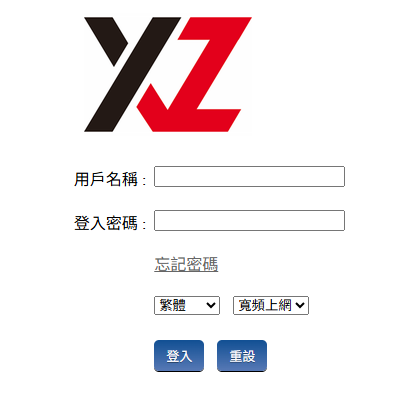 YZ
用戶名稱 :
登入密碼 :
忘記密碼
繁體 寬頻上網
登入 重設